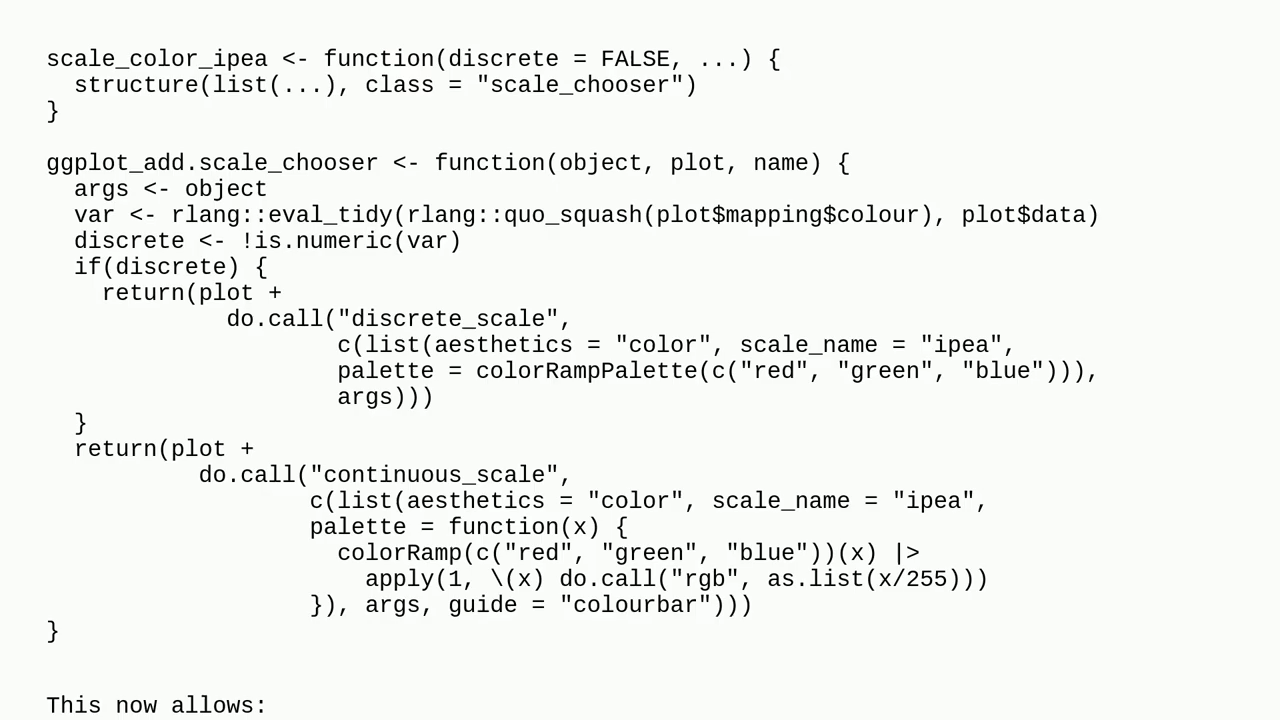 scale_color_ipea <- function(discrete = FALSE, ...) {
  structure(list(...), class = "scale_chooser")
}

ggplot_add.scale_chooser <- function(object, plot, name) {
  args <- object
  var <- rlang::eval_tidy(rlang::quo_squash(plot$mapping$colour), plot$data)
  discrete <- !is.numeric(var)
  if(discrete) {
    return(plot +
             do.call("discrete_scale",
                     c(list(aesthetics = "color", scale_name = "ipea",
                     palette = colorRampPalette(c("red", "green", "blue"))),
                     args)))
  }
  return(plot +
           do.call("continuous_scale",
                   c(list(aesthetics = "color", scale_name = "ipea",
                   palette = function(x) {
                     colorRamp(c("red", "green", "blue"))(x) |>
                       apply(1, \(x) do.call("rgb", as.list(x/255)))
                   }), args, guide = "colourbar")))
}

This now allows: